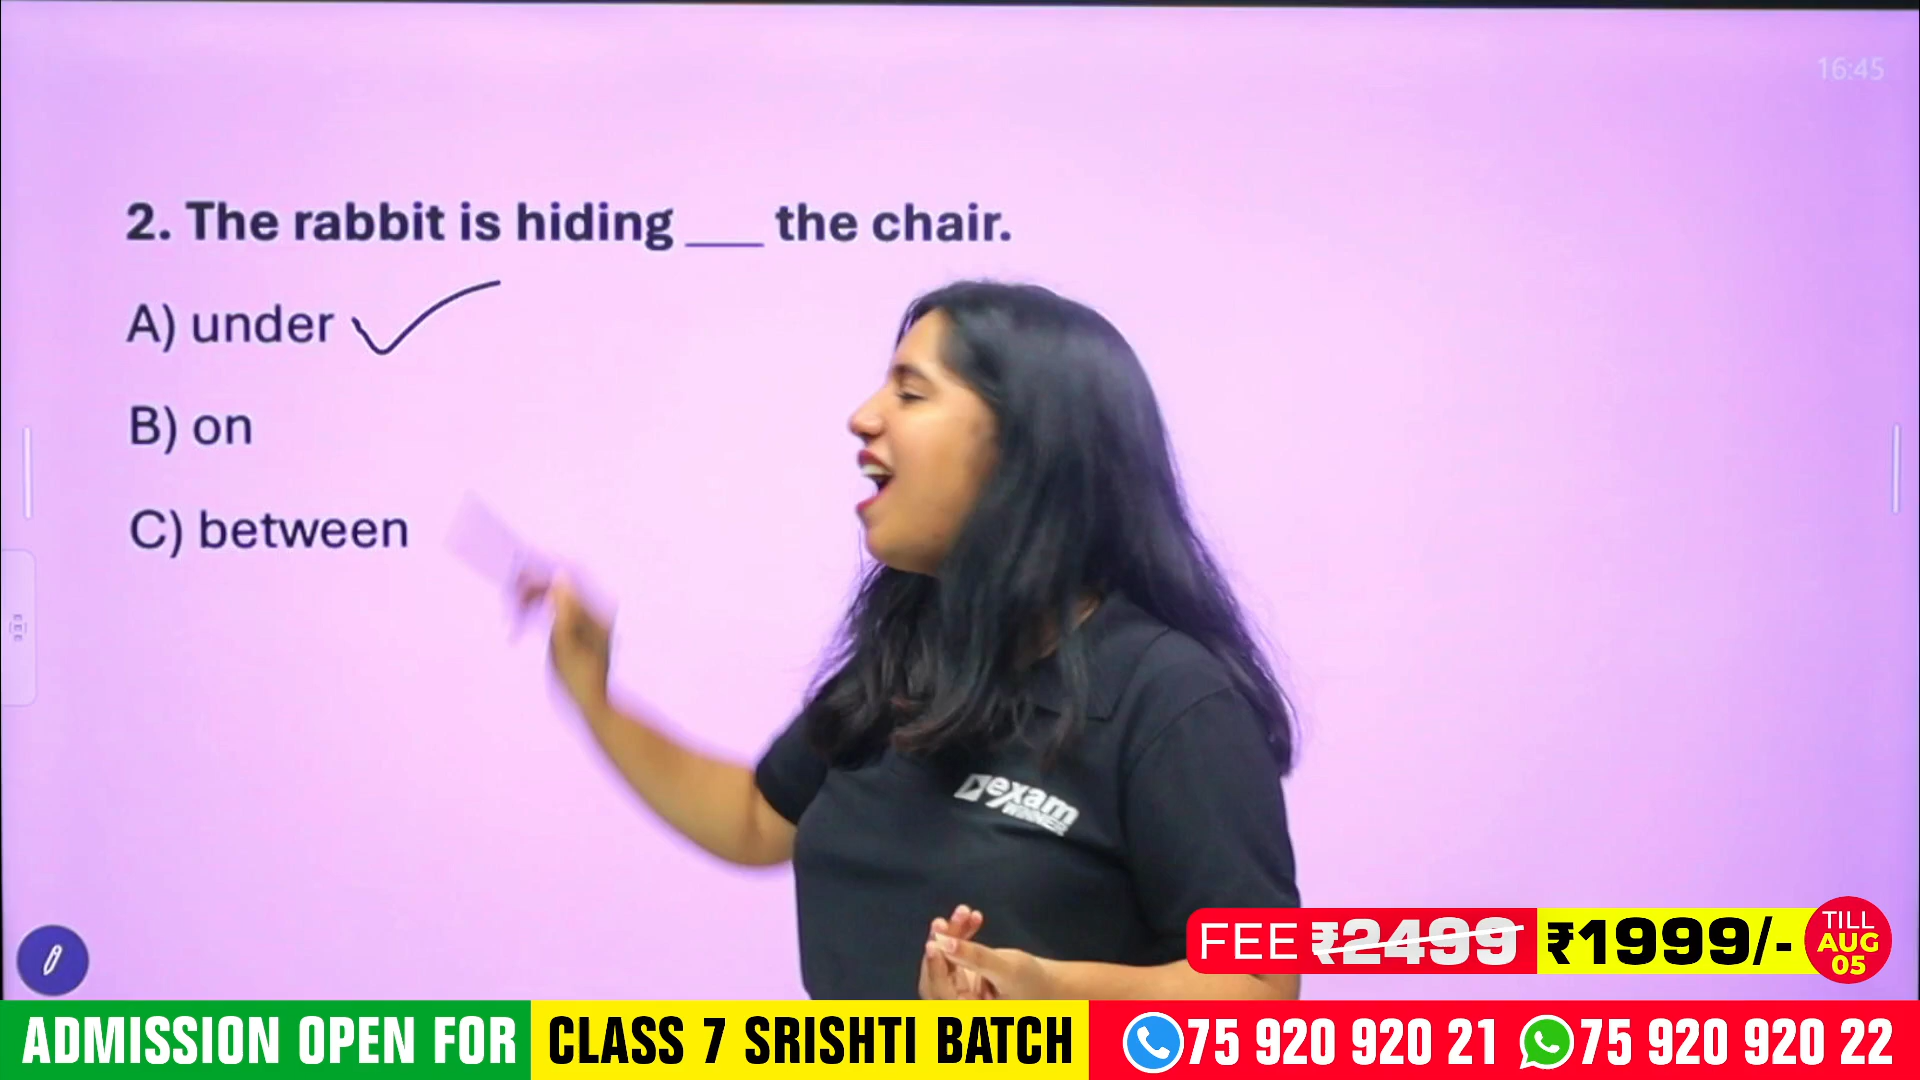 16:45
2. The rabbit is hiding ___ the chair.
A) under
B) on
C) between
exam
WINNER
FEE ₹2499 ₹1999/-
TILL
AUG
05
ADMISSION OPEN FOR CLASS 7 SRISHTI BATCH 75 920 920 21 75 920 920 22